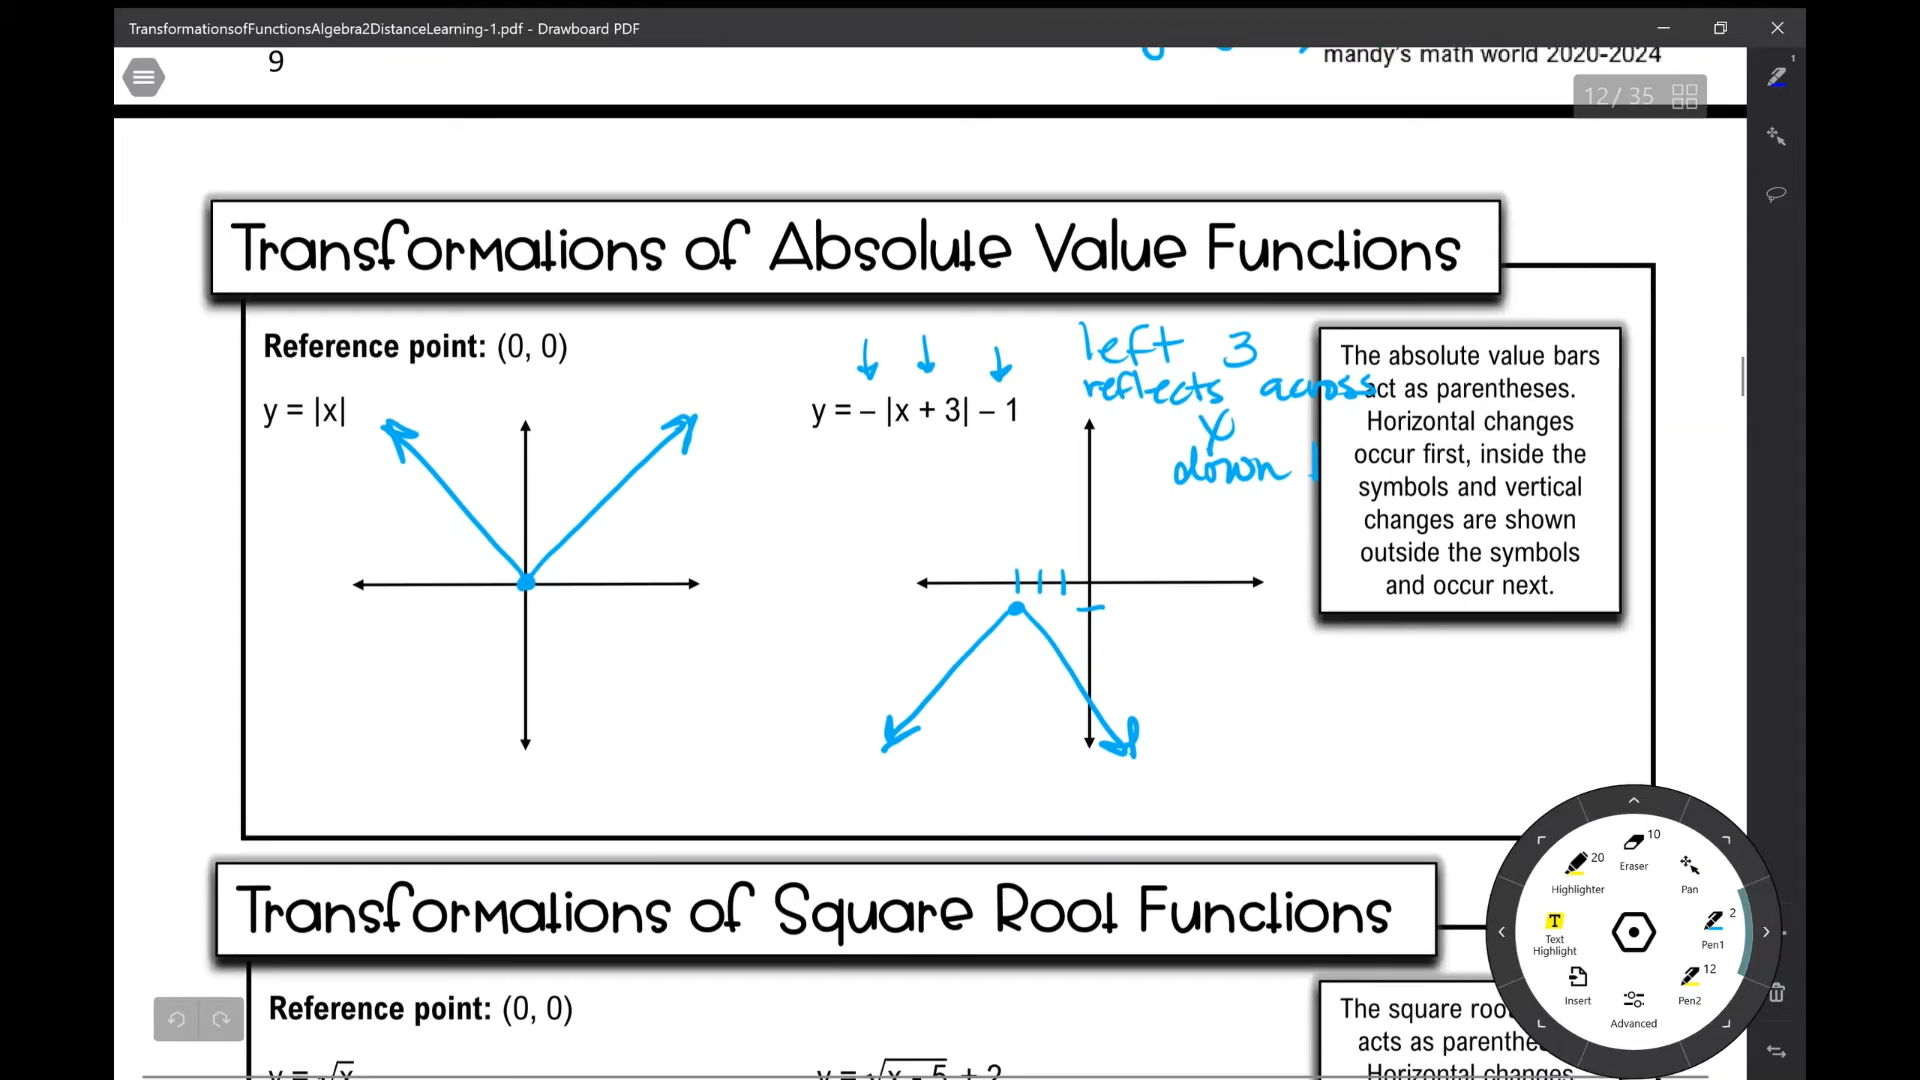 TransformationsofFunctionsAlgebra2DistanceLearning-1.pdf - Drawboard PDF
9
mandy's math world 2020-2024
12 / 35
1
Transformations of Absolute Value Functions
Reference point: (0, 0)
y = |x|
y = – |x + 3| – 1
left 3
reflects across
x
down 1
The absolute value bars
act as parentheses.
Horizontal changes
occur first, inside the
symbols and vertical
changes are shown
outside the symbols
and occur next.
Transformations of Square Root Functions
Reference point: (0, 0)
y = √x
y = √x - 5 + 2
The square roo
acts as parenthe
Horizontal changes
10
Eraser
20
Highlighter
Pan
T
Text
Highlight
2
Pen1
Insert
12
Pen2
Advanced